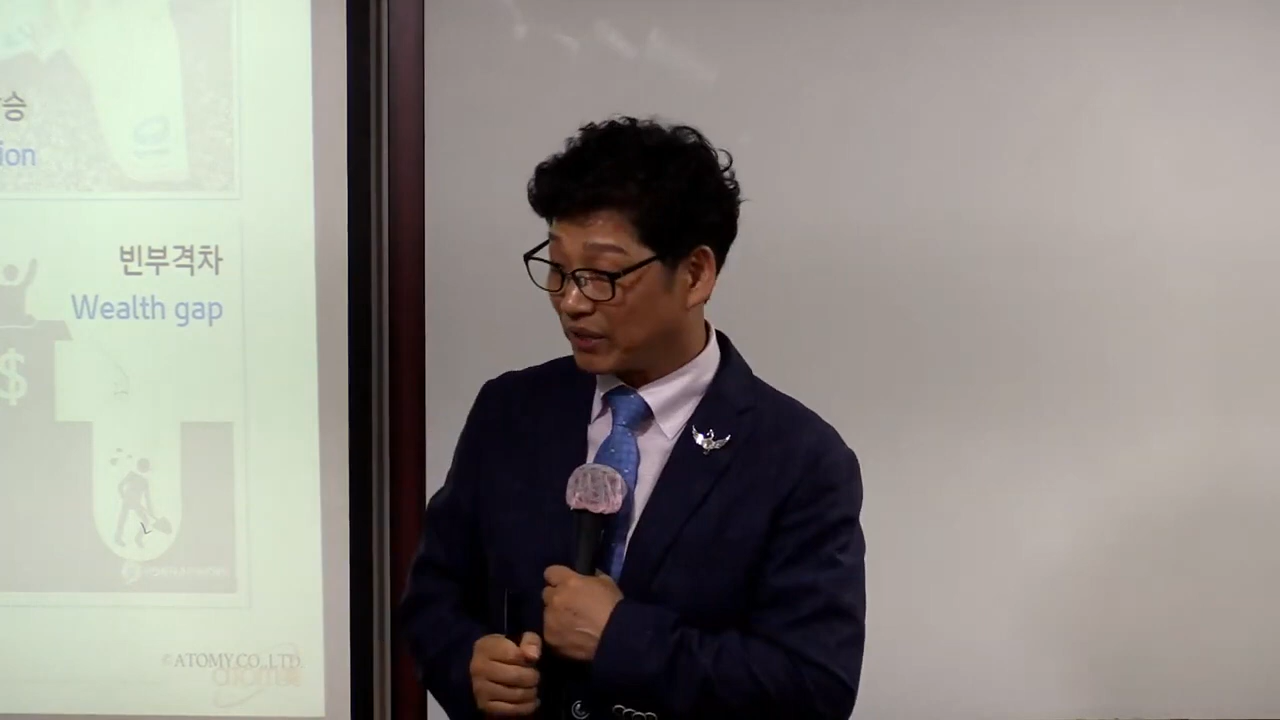 승
ion
빈부격차
Wealth gap
$
© ATOMY CO., LTD.